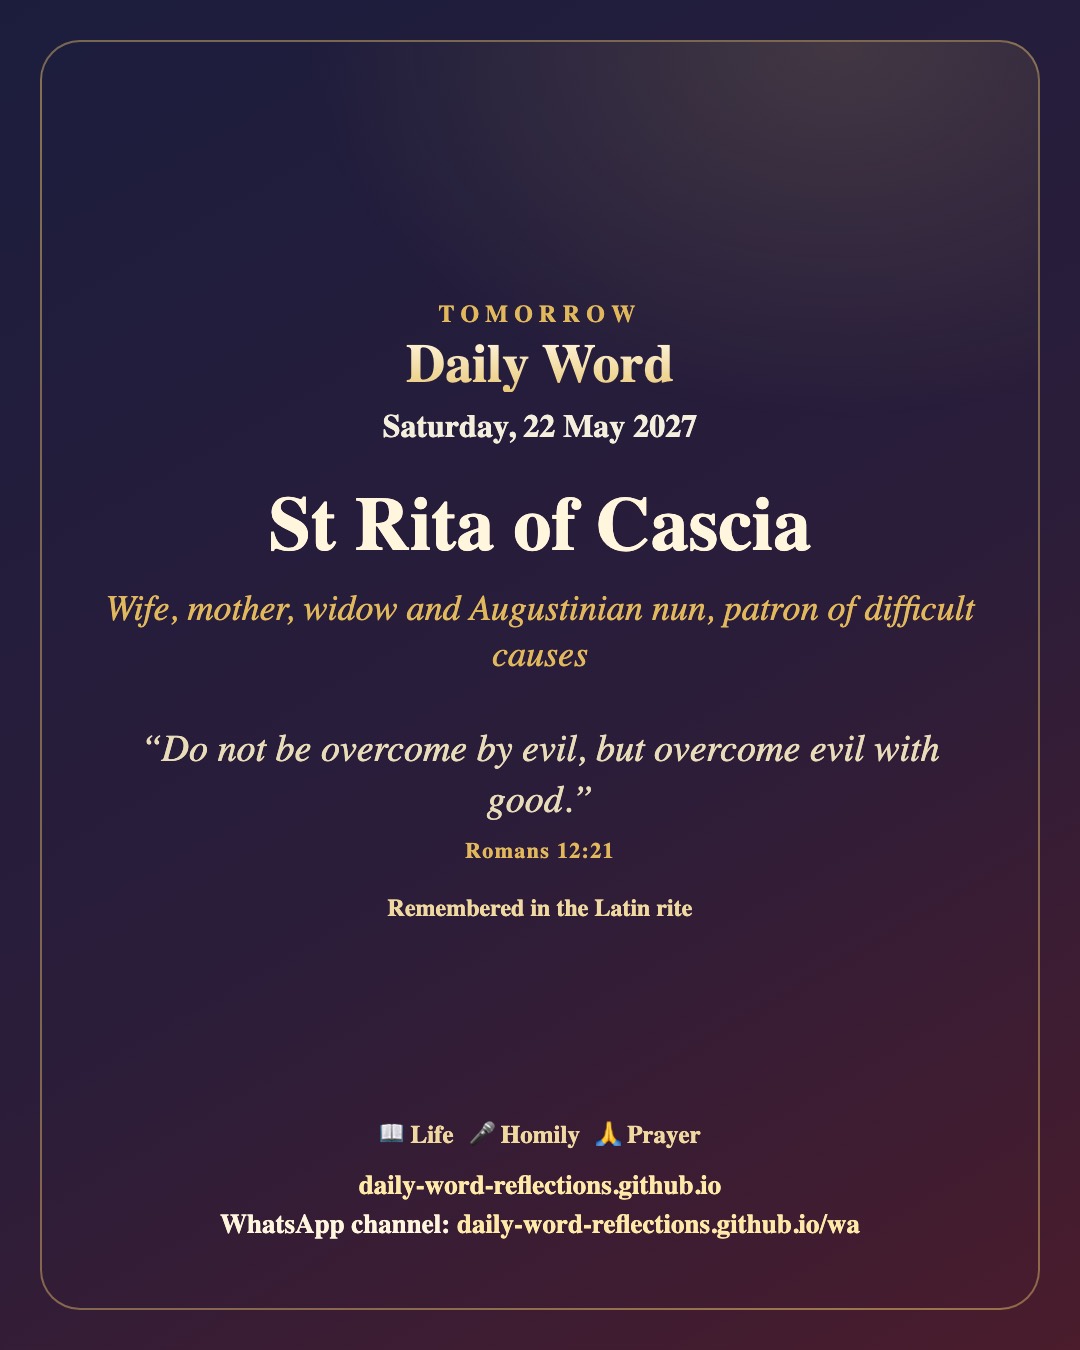 TOMORROW
Daily Word
Saturday, 22 May 2027
St Rita of Cascia
Wife, mother, widow and Augustinian nun, patron of difficult
causes
“Do not be overcome by evil, but overcome evil with
good.”
Romans 12:21
Remembered in the Latin rite
📖 Life 🎤 Homily 🙏 Prayer
daily-word-reflections.github.io
WhatsApp channel: daily-word-reflections.github.io/wa